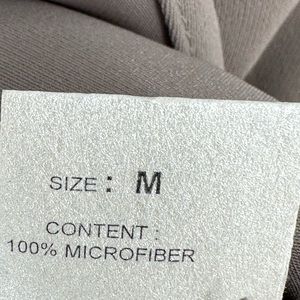 SIZE : M
CONTENT :
100% MICROFIBER